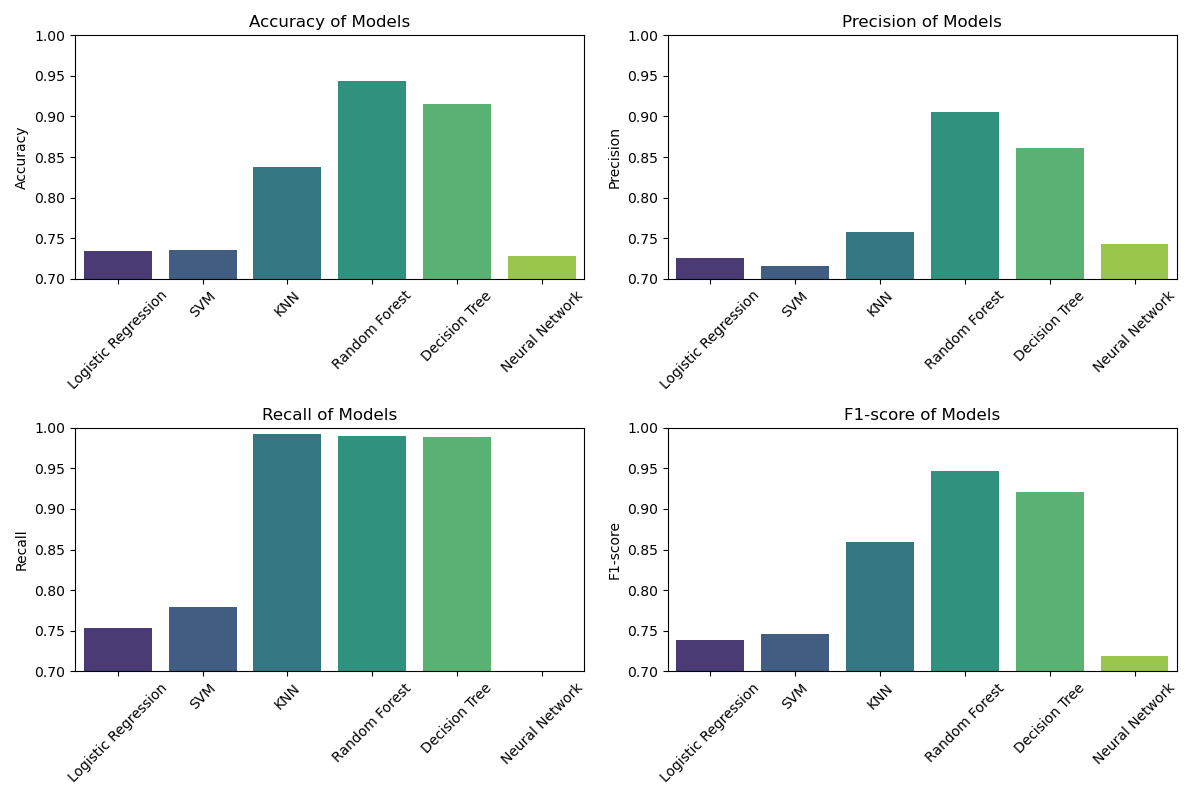 Accuracy of Models
1.00
0.95
0.90
0.85
0.80
0.75
0.70
Accuracy
Logistic Regression
SVM
KNN
Random Forest
Decision Tree
Neural Network
Precision of Models
1.00
0.95
0.90
0.85
0.80
0.75
0.70
Precision
Logistic Regression
SVM
KNN
Random Forest
Decision Tree
Neural Network
Recall of Models
1.00
0.95
0.90
0.85
0.80
0.75
0.70
Recall
Logistic Regression
SVM
KNN
Random Forest
Decision Tree
Neural Network
F1-score of Models
1.00
0.95
0.90
0.85
0.80
0.75
0.70
F1-score
Logistic Regression
SVM
KNN
Random Forest
Decision Tree
Neural Network